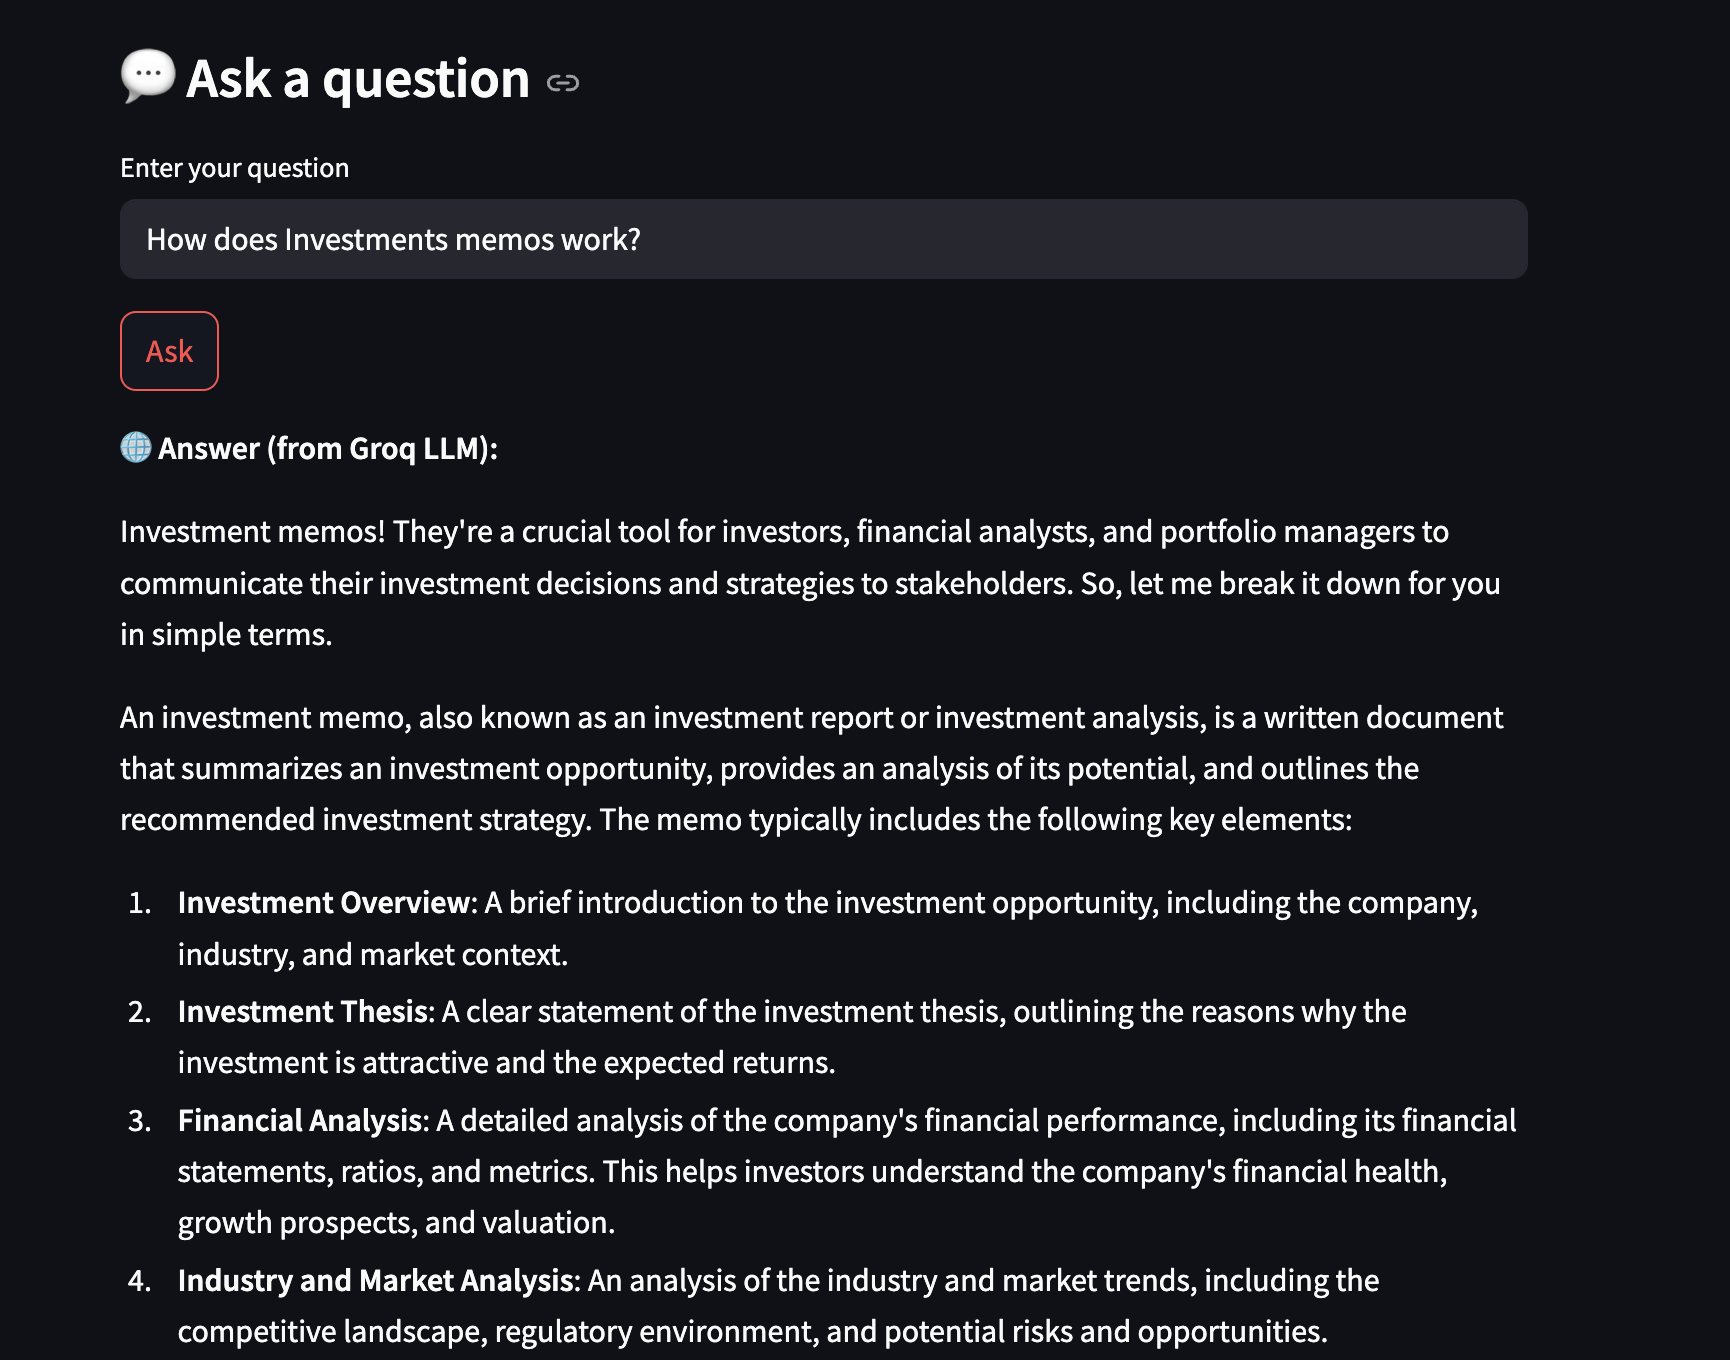 💬 Ask a question
Enter your question
How does Investments memos work?
Ask
🌐 Answer (from Groq LLM):
Investment memos! They're a crucial tool for investors, financial analysts, and portfolio managers to
communicate their investment decisions and strategies to stakeholders. So, let me break it down for you
in simple terms.
An investment memo, also known as an investment report or investment analysis, is a written document
that summarizes an investment opportunity, provides an analysis of its potential, and outlines the
recommended investment strategy. The memo typically includes the following key elements:
1. Investment Overview: A brief introduction to the investment opportunity, including the company,
industry, and market context.
2. Investment Thesis: A clear statement of the investment thesis, outlining the reasons why the
investment is attractive and the expected returns.
3. Financial Analysis: A detailed analysis of the company's financial performance, including its financial
statements, ratios, and metrics. This helps investors understand the company's financial health,
growth prospects, and valuation.
4. Industry and Market Analysis: An analysis of the industry and market trends, including the
competitive landscape, regulatory environment, and potential risks and opportunities.